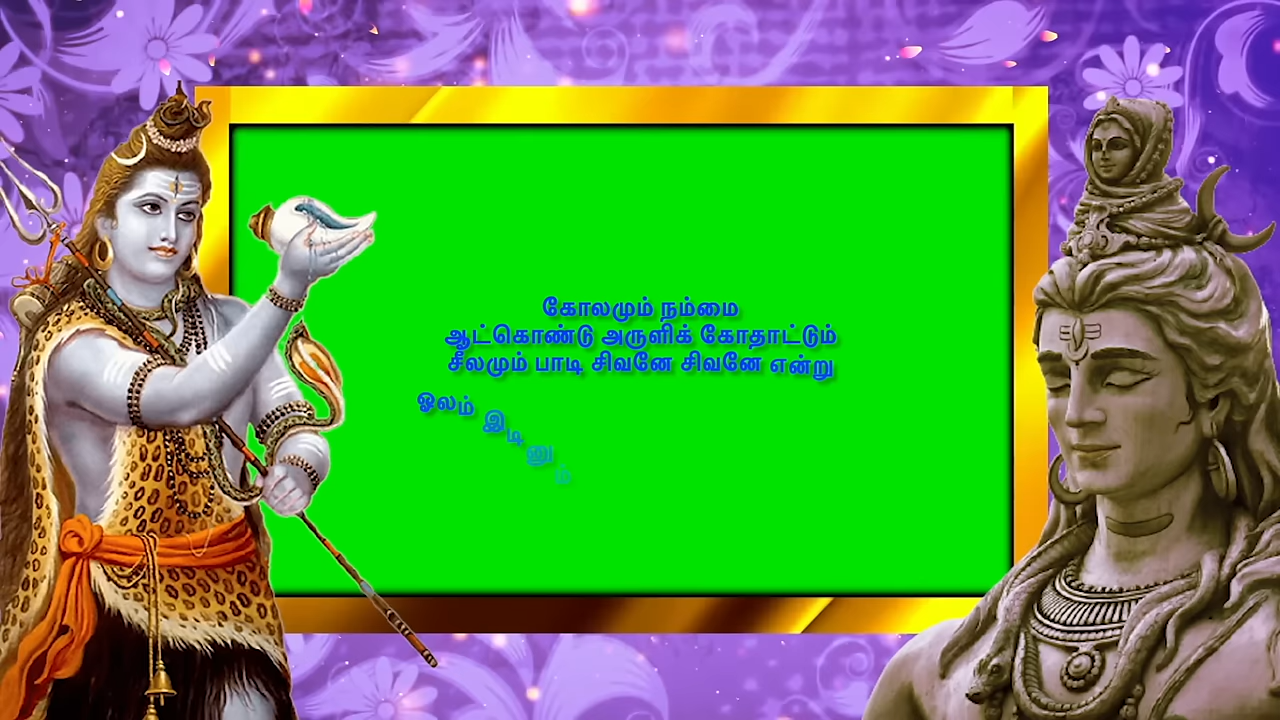 கோலமும் நம்மை
ஆட்கொண்டு அருளிக் கோதாட்டும்
சீலமும் பாடி சிவனே சிவனே என்று
ஓலம் இடினும்